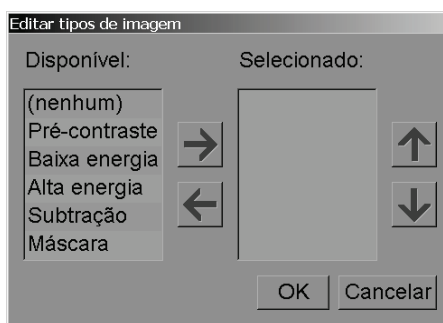 Editar tipos de imagem
Disponível:
Selecionado:
(nenhum)
Pré-contraste
Baixa energia
Alta energia
Subtração
Máscara
OK
Cancelar